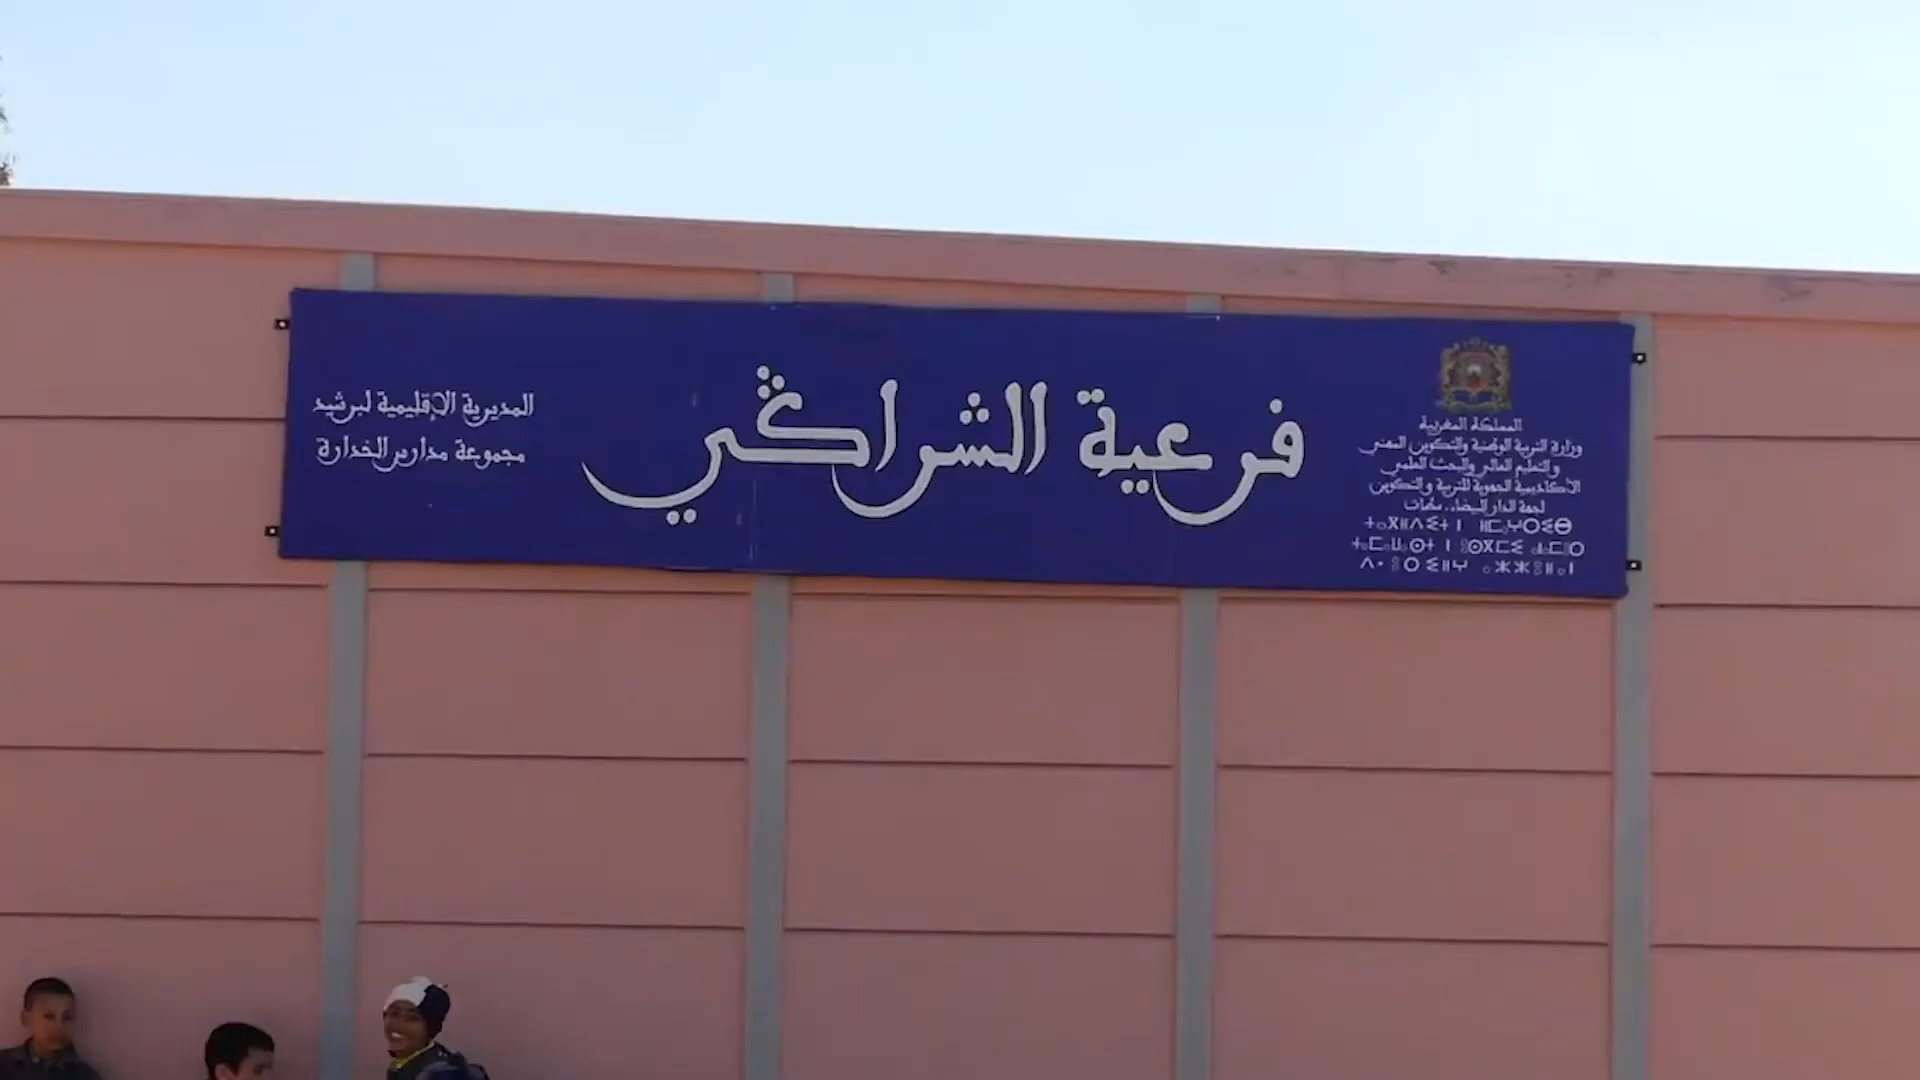 المملكة المغربية
وزارة التربية الوطنية والتكوين المهني
والتعليم العالي والبحث العلمي
الأكاديمية الجهوية للتربية والتكوين
لجهة الدار البيضاء - سطات
فرعية الشراڭي
المديرية الإقليمية لبرشيد
مجموعة مدارس الخدارة